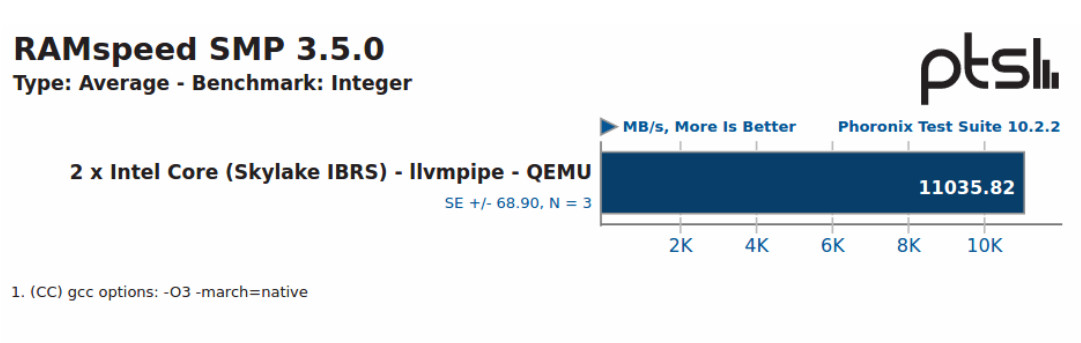 RAMspeed SMP 3.5.0
Type: Average - Benchmark: Integer
ptsl
MB/s, More Is Better
Phoronix Test Suite 10.2.2
2 x Intel Core (Skylake IBRS) - llvmpipe - QEMU
SE +/- 68.90, N = 3
11035.82
2K 4K 6K 8K 10K
1. (CC) gcc options: -O3 -march=native